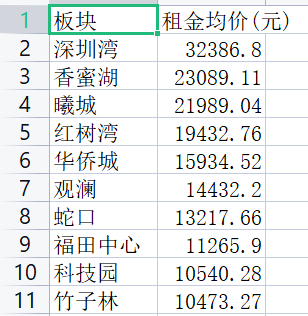 1 板块 租金均价(元)
2 深圳湾 32386.8
3 香蜜湖 23089.11
4 曦城 21989.04
5 红树湾 19432.76
6 华侨城 15934.52
7 观澜 14432.2
8 蛇口 13217.66
9 福田中心 11265.9
10 科技园 10540.28
11 竹子林 10473.27